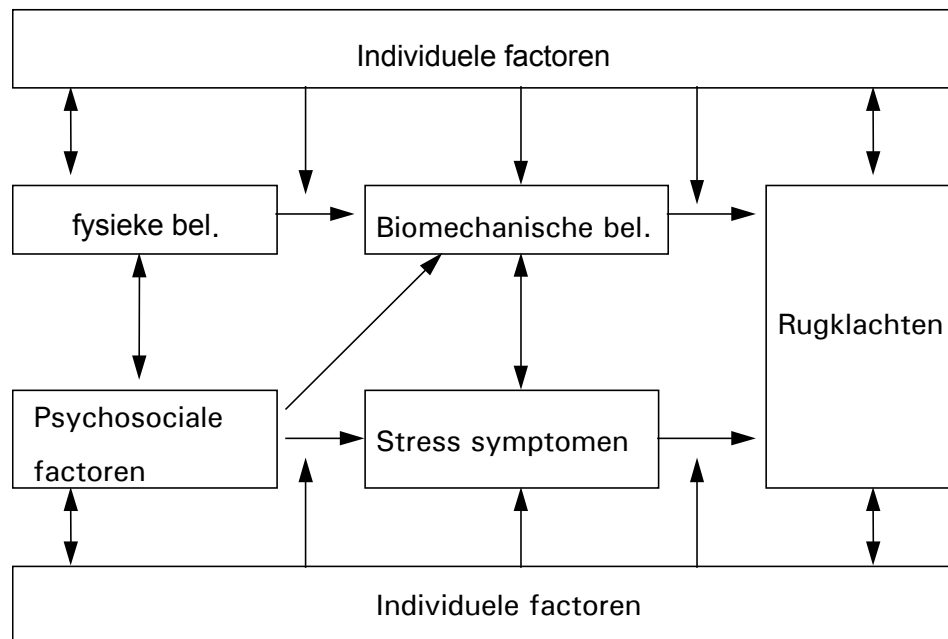 Individuele factoren
fysieke bel.
Biomechanische bel.
Rugklachten
Psychosociale
factoren
Stress symptomen
Individuele factoren